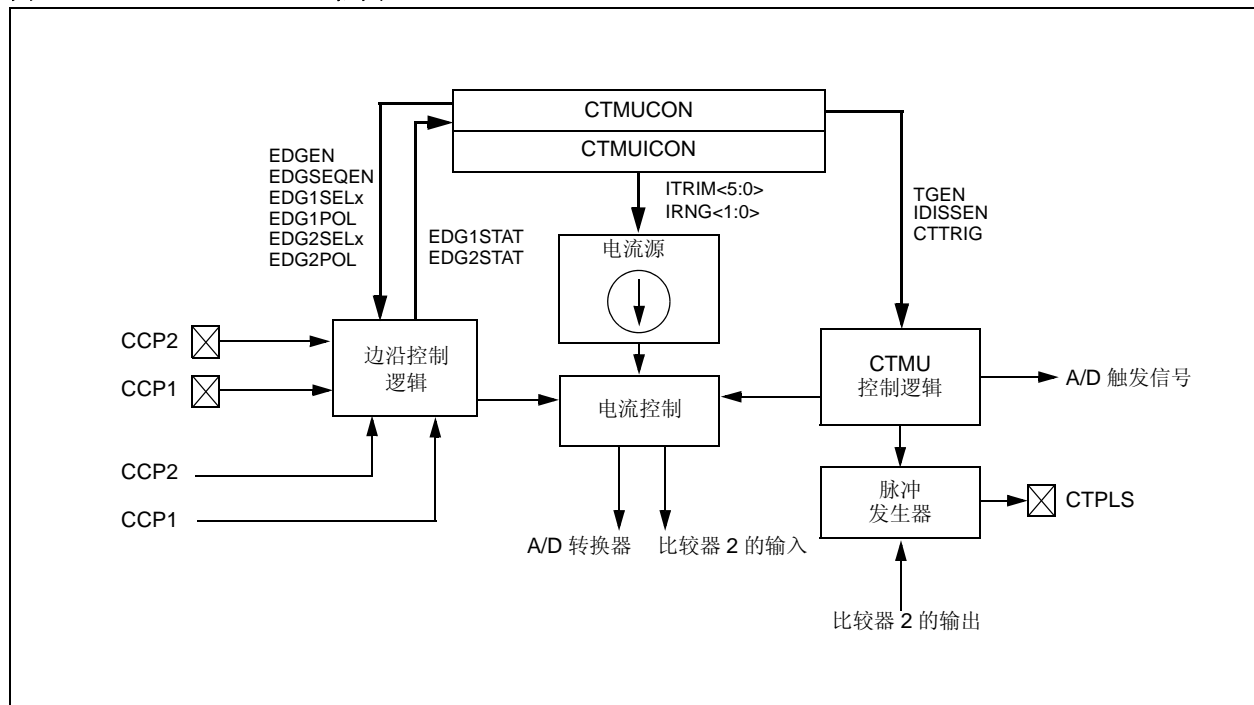 CTMUCON
CTMUICON
EDGEN
EDGSEQEN
EDG1SELx
EDG1POL
EDG2SELx
EDG2POL
EDG1STAT
EDG2STAT
ITRIM<5:0>
IRNG<1:0>
TGEN
IDISSEN
CTTRIG
电流源
CCP2
CCP1
边沿控制
逻辑
电流控制
CTMU
控制逻辑
A/D 触发信号
CCP2
CCP1
脉冲
发生器
CTPLS
A/D 转换器
比较器 2 的输入
比较器 2 的输出